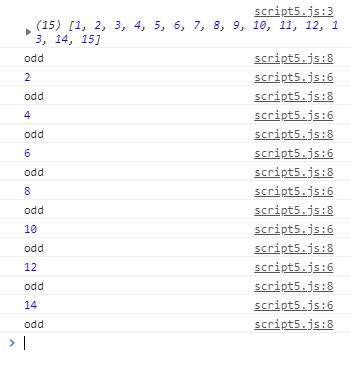 script5.js:3
(15) [1, 2, 3, 4, 5, 6, 7, 8, 9, 10, 11, 12, 1
3, 14, 15]
odd script5.js:8
2 script5.js:6
odd script5.js:8
4 script5.js:6
odd script5.js:8
6 script5.js:6
odd script5.js:8
8 script5.js:6
odd script5.js:8
10 script5.js:6
odd script5.js:8
12 script5.js:6
odd script5.js:8
14 script5.js:6
odd script5.js:8